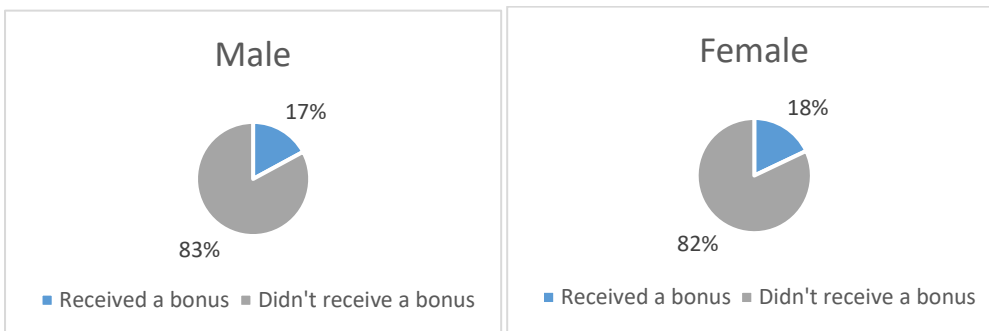 Male
17%
83%
Received a bonus Didn't receive a bonus
Female
18%
82%
Received a bonus Didn't receive a bonus